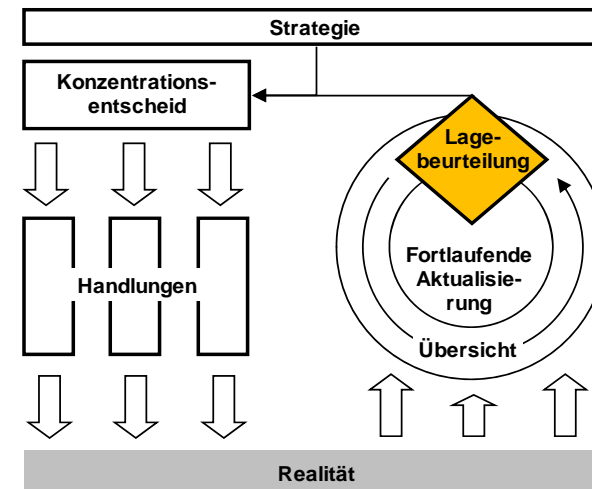 Strategie
Konzentrations-
entscheid
Lage-
beurteilung
Fortlaufende
Aktualisie-
rung
Handlungen
Übersicht
Realität